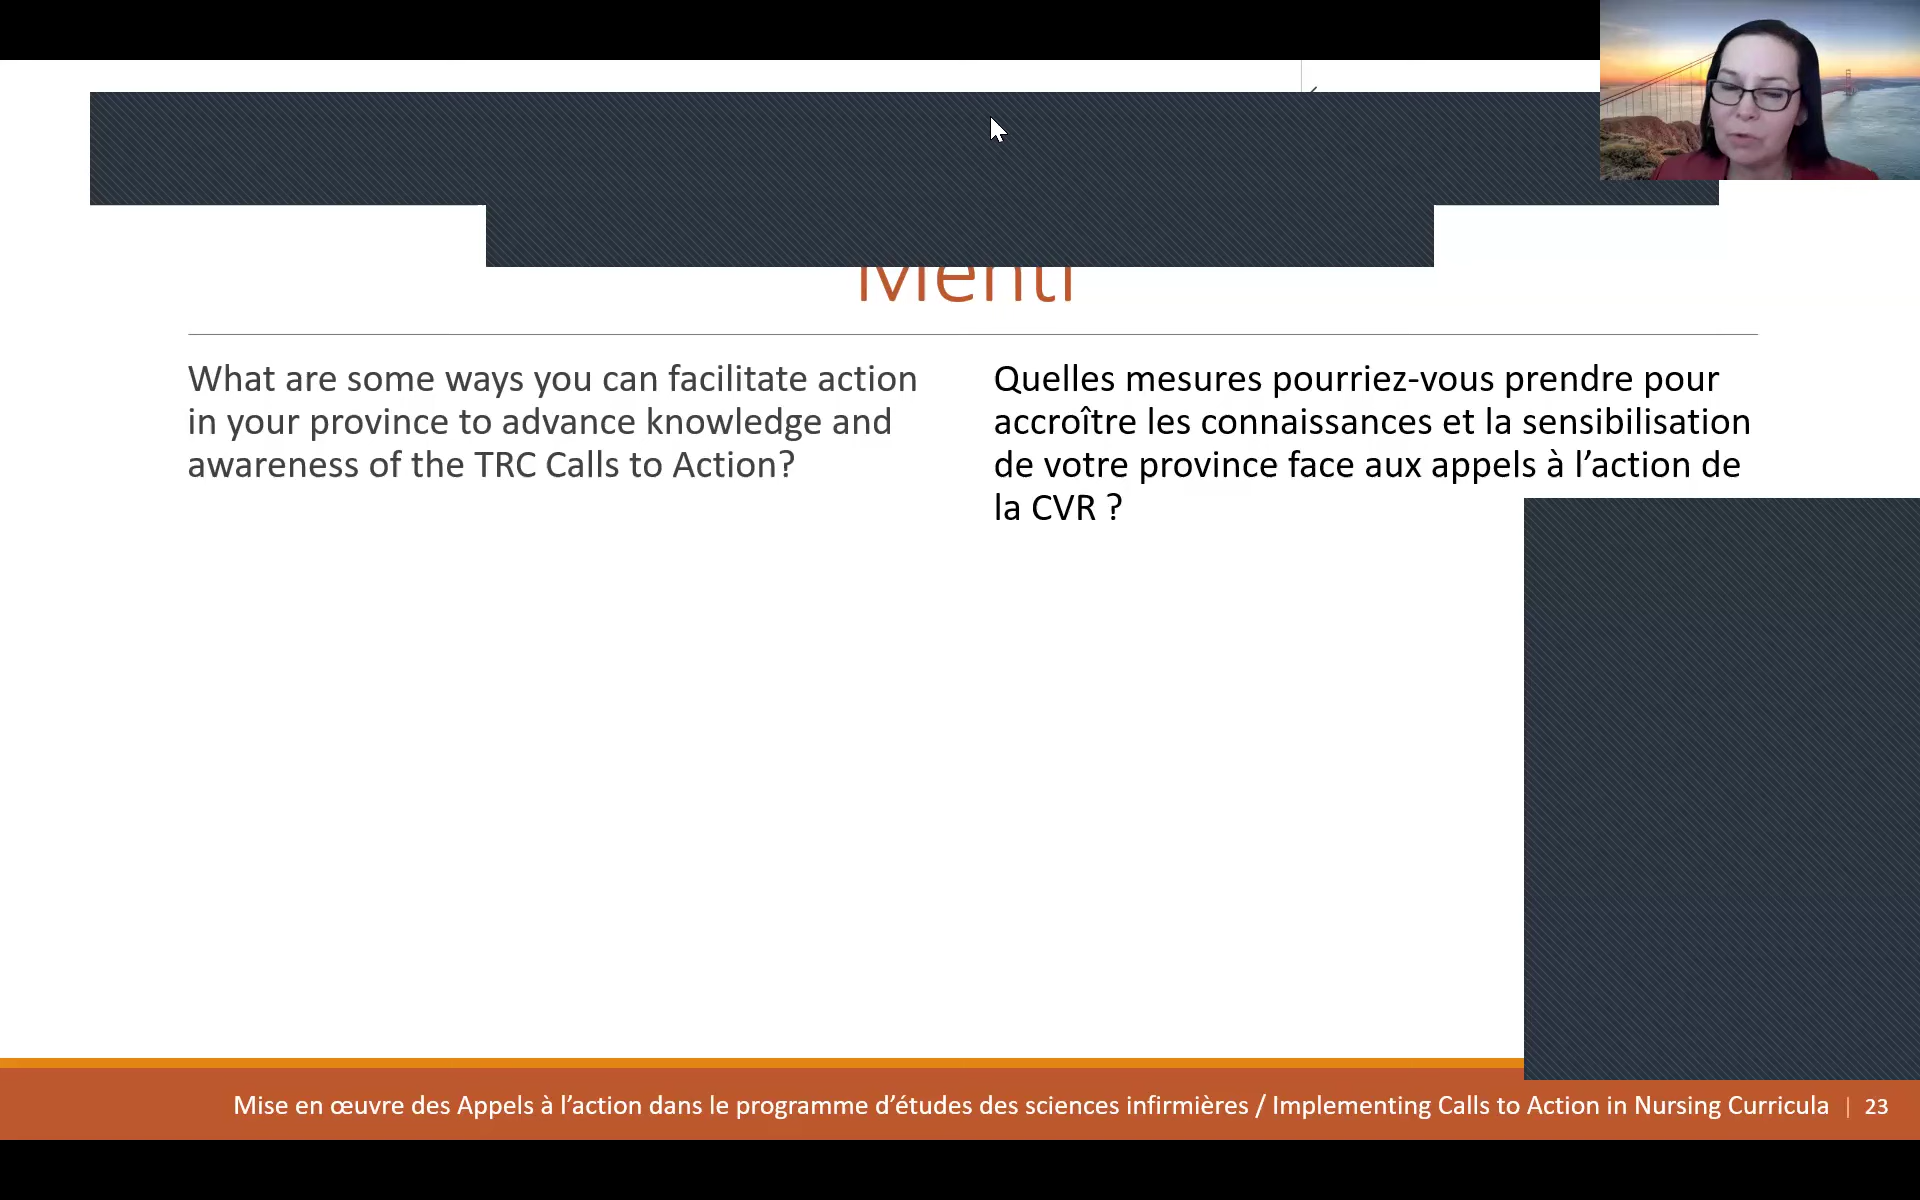 Menti
What are some ways you can facilitate action
in your province to advance knowledge and
awareness of the TRC Calls to Action?
Quelles mesures pourriez-vous prendre pour
accroître les connaissances et la sensibilisation
de votre province face aux appels à l’action de
la CVR ?
Mise en œuvre des Appels à l’action dans le programme d’études des sciences infirmières / Implementing Calls to Action in Nursing Curricula | 23